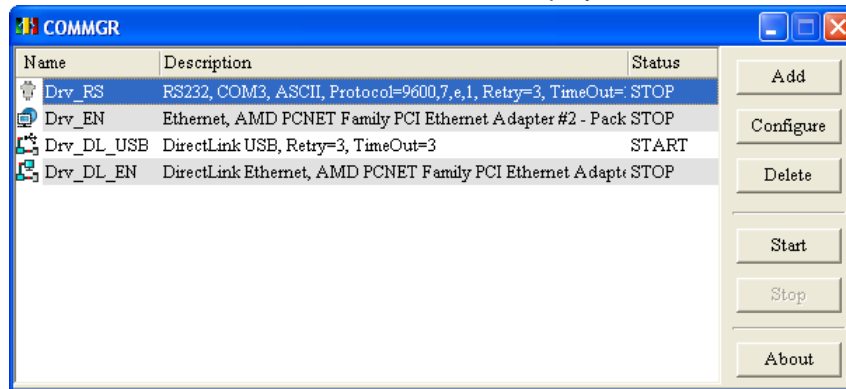 COMMGR
Name Description Status
Drv_RS RS232, COM3, ASCII, Protocol=9600,7,e,1, Retry=3, TimeOut= STOP
Drv_EN Ethernet, AMD PCNET Family PCI Ethernet Adapter #2 - Pack STOP
Drv_DL_USB DirectLink USB, Retry=3, TimeOut=3 START
Drv_DL_EN DirectLink Ethernet, AMD PCNET Family PCI Ethernet Adapt STOP
Add
Configure
Delete
Start
Stop
About